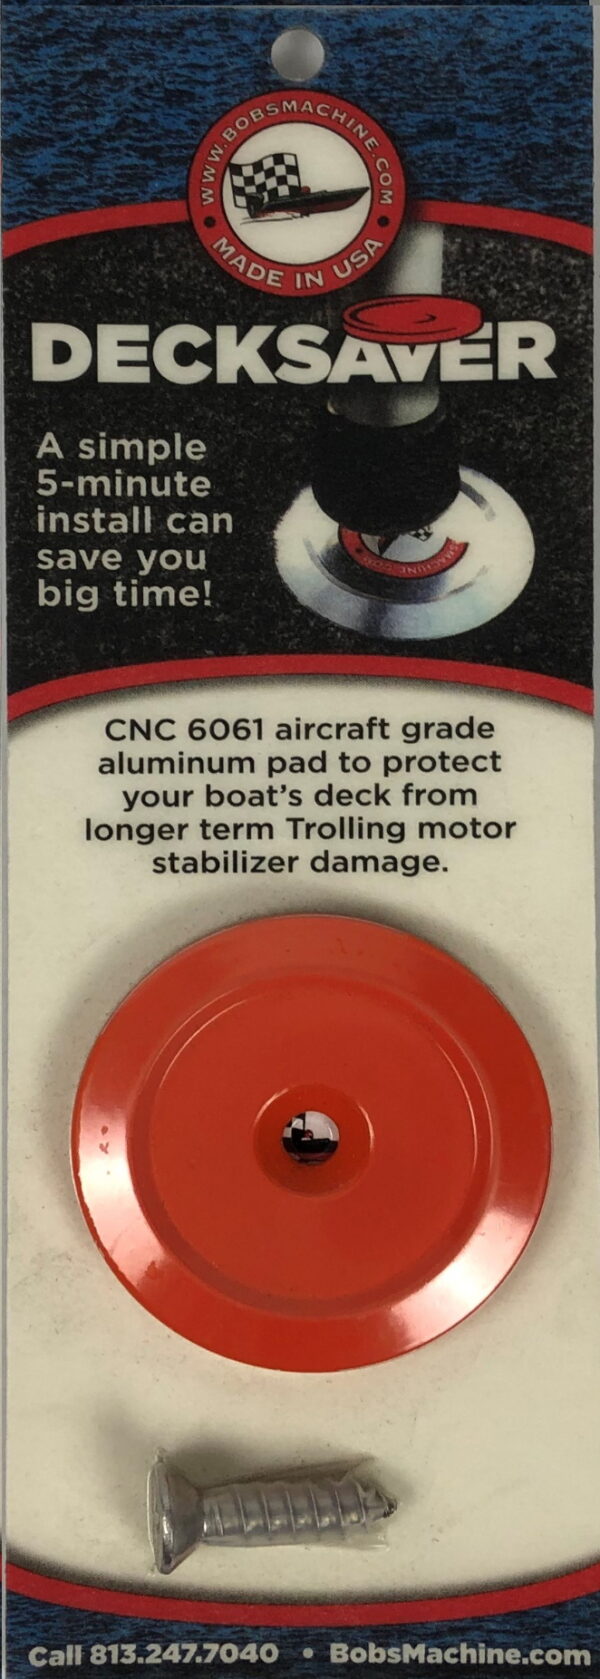 WWW.BOBSMACHINE.COM
• MADE IN USA •
DECKSAVER
A simple
5-minute
install can
save you
big time!
CNC 6061 aircraft grade
aluminum pad to protect
your boat's deck from
longer term Trolling motor
stabilizer damage.
Call 813.247.7040 • BobsMachine.com